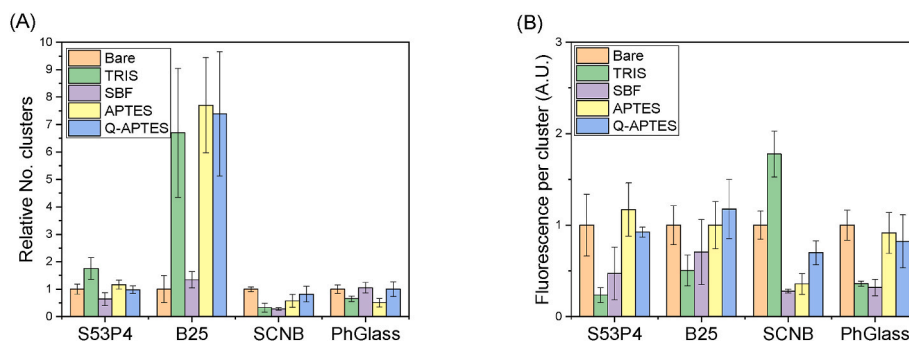 (A)
Relative No. clusters
10
9
8
7
6
5
4
3
2
1
0
Bare
TRIS
SBF
APTES
Q-APTES
S53P4 B25 SCNB PhGlass
(B)
Fluorescence per cluster (A.U.)
3
2
1
0
Bare
TRIS
SBF
APTES
Q-APTES
S53P4 B25 SCNB PhGlass